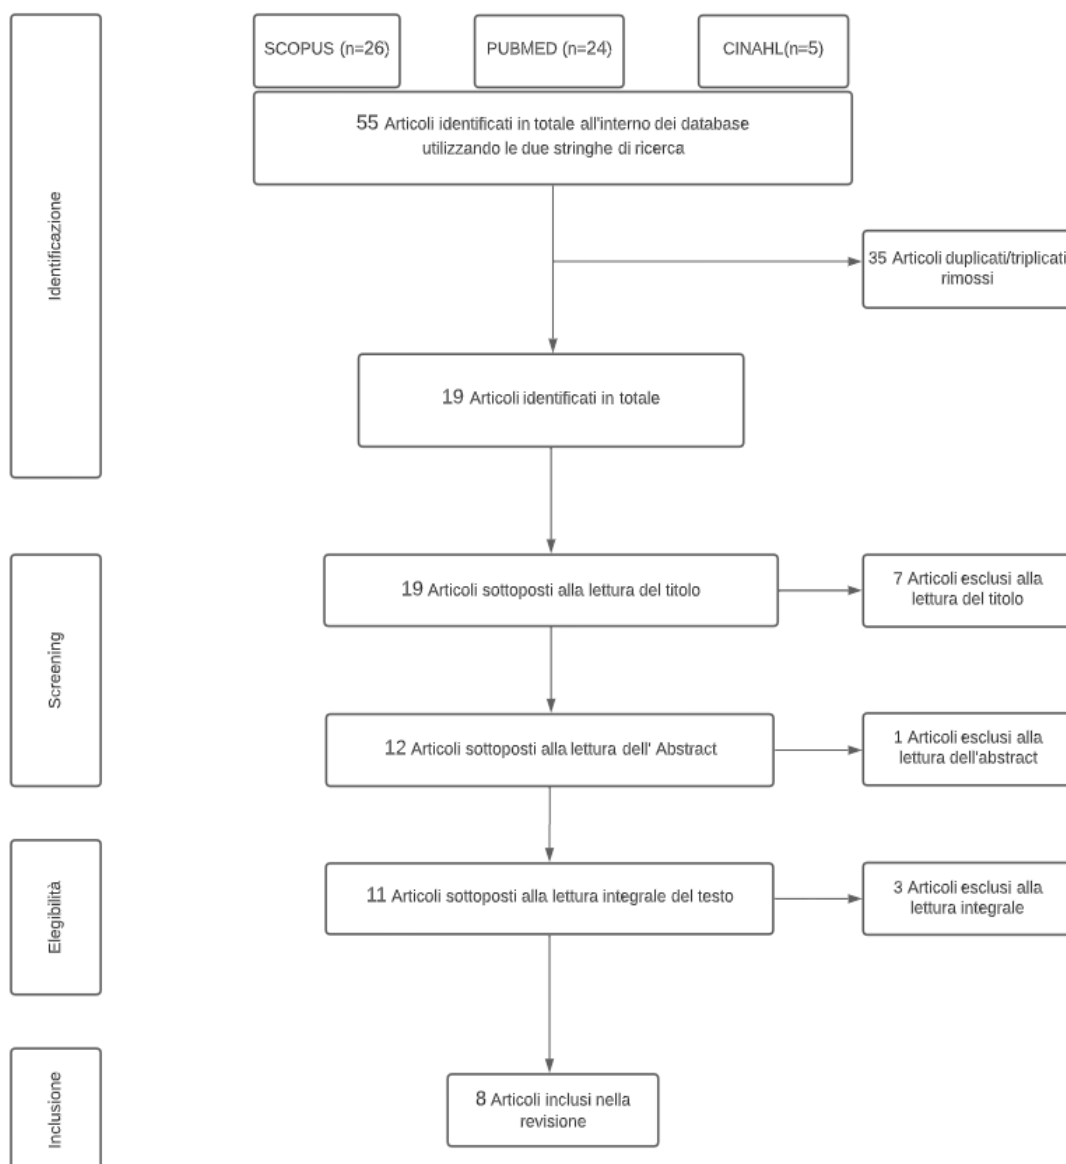 Identificazione
SCOPUS (n=26)
PUBMED (n=24)
CINAHL(n=5)
55 Articoli identificati in totale all'interno dei database
utilizzando le due stringhe di ricerca
35 Articoli duplicati/triplicati
rimossi
19 Articoli identificati in totale
Screening
19 Articoli sottoposti alla lettura del titolo
7 Articoli esclusi alla
lettura del titolo
12 Articoli sottoposti alla lettura dell' Abstract
1 Articoli esclusi alla
lettura dell'abstract
Elegibilità
11 Articoli sottoposti alla lettura integrale del testo
3 Articoli esclusi alla
lettura integrale
Inclusione
8 Articoli inclusi nella
revisione